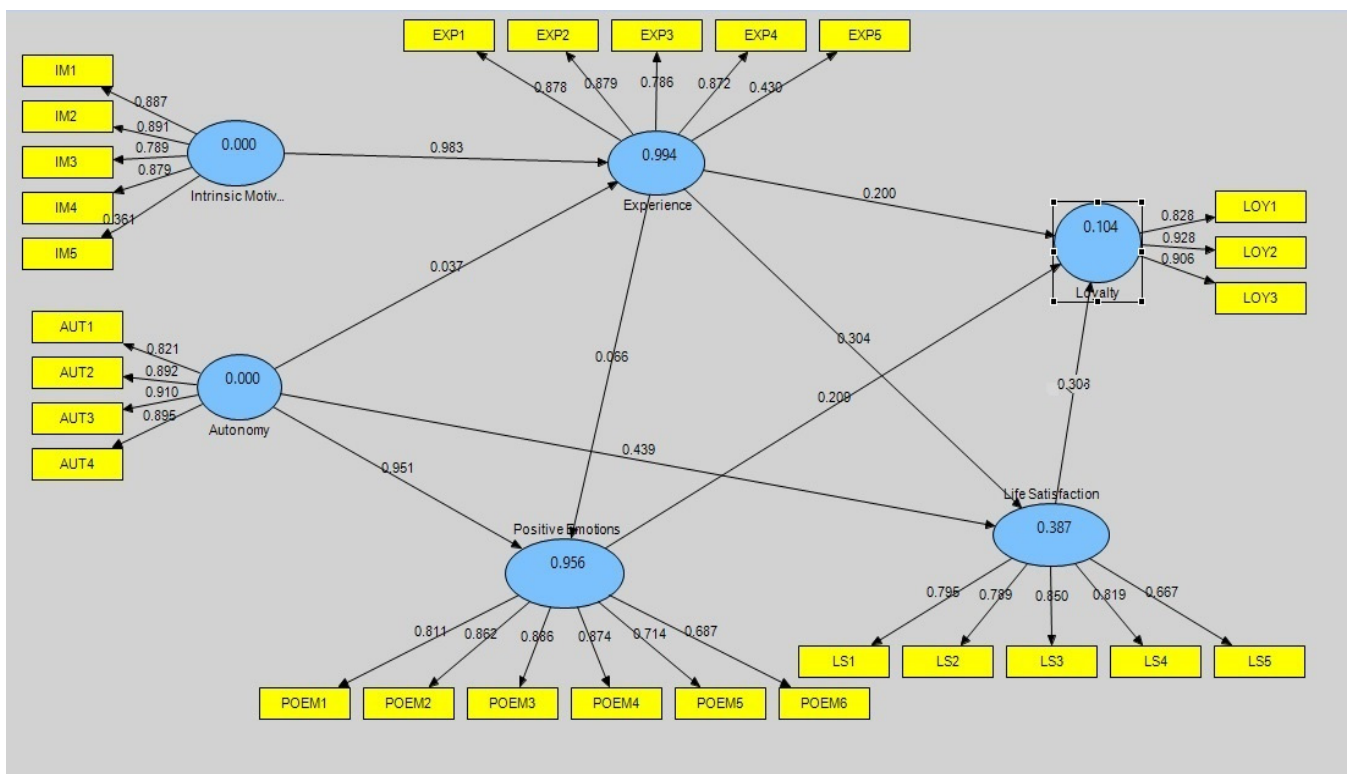 EXP1
EXP2
EXP3
EXP4
EXP5
0.878
0.879
0.786
0.872
0.430
IM1
IM2
IM3
IM4
IM5
0.887
0.891
0.789
0.879
0.361
0.000
Intrinsic Motiv...
0.983
0.994
Experience
0.200
0.104
Loyalty
0.828
0.928
0.906
LOY1
LOY2
LOY3
0.037
AUT1
AUT2
AUT3
AUT4
0.821
0.892
0.910
0.895
0.000
Autonomy
0.066
0.304
0.209
0.439
0.951
Positive Emotions
0.956
Life Satisfaction
0.387
0.811
0.862
0.886
0.874
0.714
0.687
POEM1
POEM2
POEM3
POEM4
POEM5
POEM6
0.795
0.789
0.850
0.819
0.667
LS1
LS2
LS3
LS4
LS5